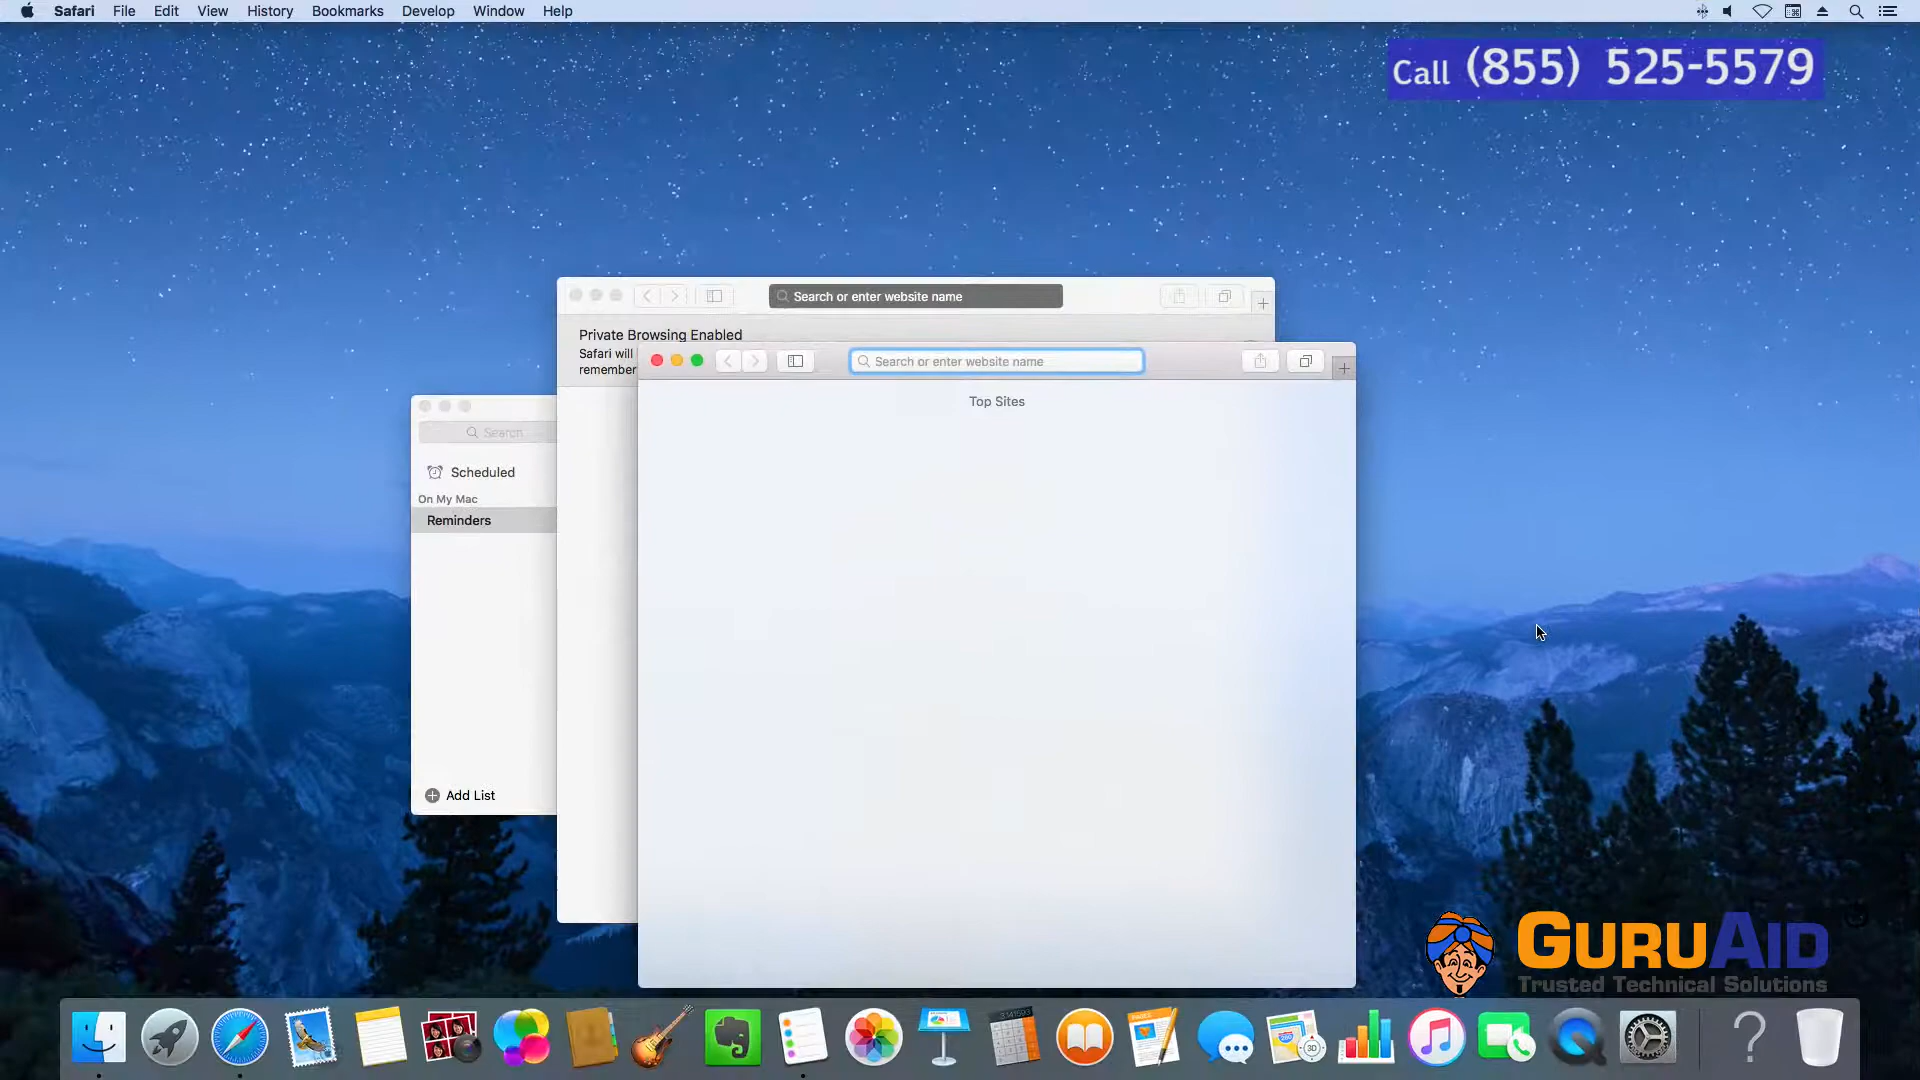 Safari File Edit View History Bookmarks Develop Window Help
Call (855) 525-5579
Search or enter website name
Private Browsing Enabled
Safari will
remember
Search or enter website name
Top Sites
Search
Scheduled
On My Mac
Reminders
Add List
GURUAID
Trusted Technical Solutions